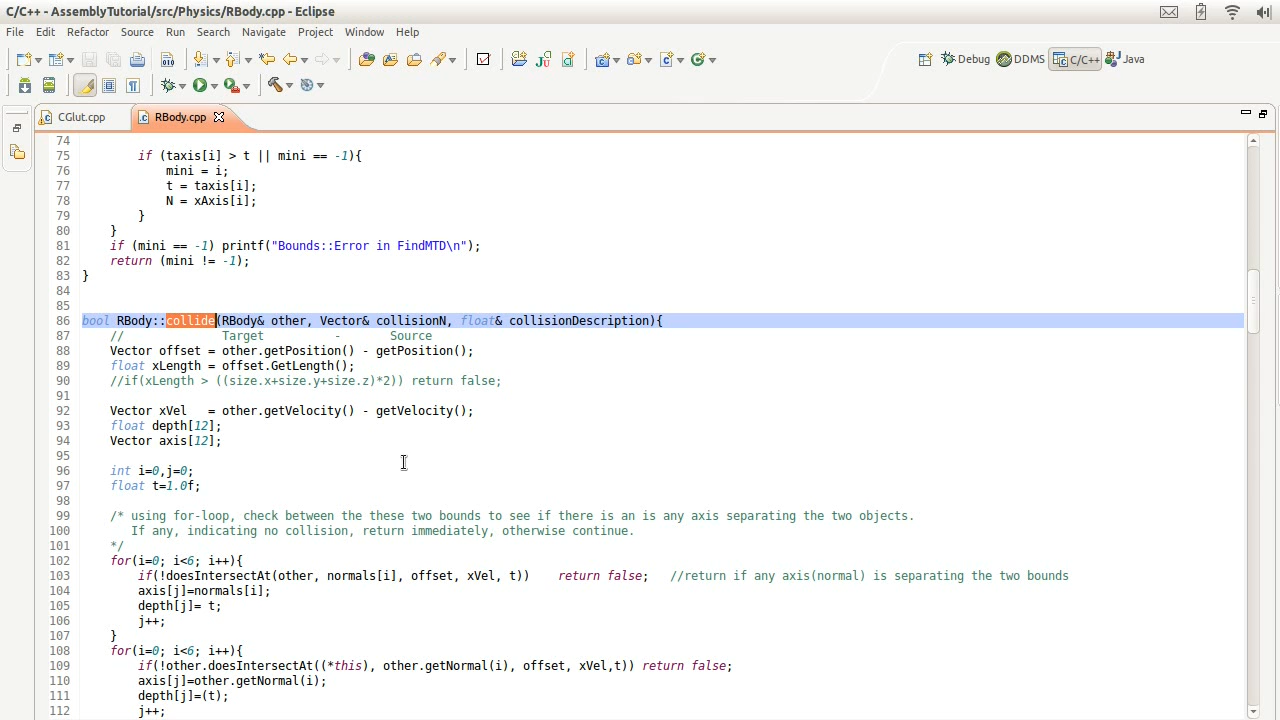 C/C++ - AssemblyTutorial/src/Physics/RBody.cpp - Eclipse
File Edit Refactor Source Run Search Navigate Project Window Help
Debug DDMS C/C++ Java
CGlut.cpp RBody.cpp
74
75 if (taxis[i] > t || mini == -1){
76 mini = i;
77 t = taxis[i];
78 N = xAxis[i];
79 }
80 }
81 if (mini == -1) printf("Bounds::Error in FindMTD\n");
82 return (mini != -1);
83 }
84
85
86 bool RBody::collide(RBody& other, Vector& collisionN, float& collisionDescription){
87 // Target - Source
88 Vector offset = other.getPosition() - getPosition();
89 float xLength = offset.GetLength();
90 //if(xLength > ((size.x+size.y+size.z)*2)) return false;
91
92 Vector xVel   = other.getVelocity() - getVelocity();
93 float depth[12];
94 Vector axis[12];
95
96 int i=0,j=0;
97 float t=1.0f;
98
99 /* using for-loop, check between the these two bounds to see if there is an is any axis separating the two objects.
100 If any, indicating no collision, return immediately, otherwise continue.
101 */
102 for(i=0; i<6; i++){
103 if(!doesIntersectAt(other, normals[i], offset, xVel, t)) return false; //return if any axis(normal) is separating the two bounds
104 axis[j]=normals[i];
105 depth[j]= t;
106 j++;
107 }
108 for(i=0; i<6; i++){
109 if(!other.doesIntersectAt((*this), other.getNormal(i), offset, xVel,t)) return false;
110 axis[j]=other.getNormal(i);
111 depth[j]=(t);
112 j++;